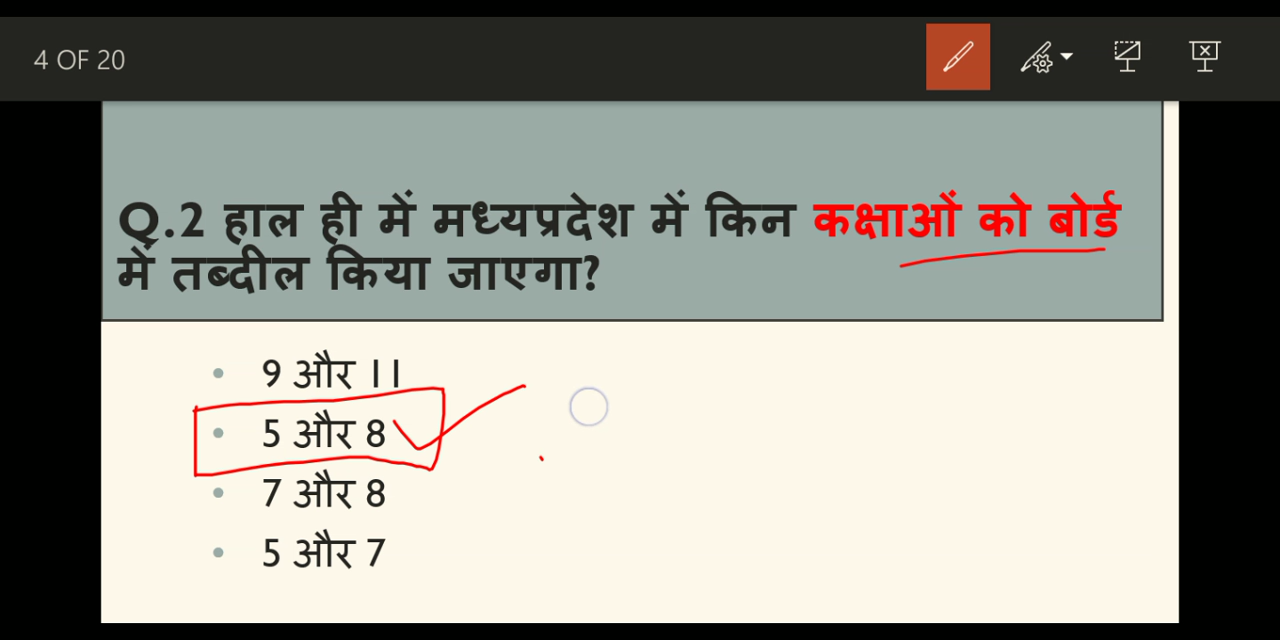 4 OF 20
Q.2 हाल ही में मध्यप्रदेश में किन कक्षाओं को बोर्ड
में तब्दील किया जाएगा?
9 और 11
5 और 8
7 और 8
5 और 7